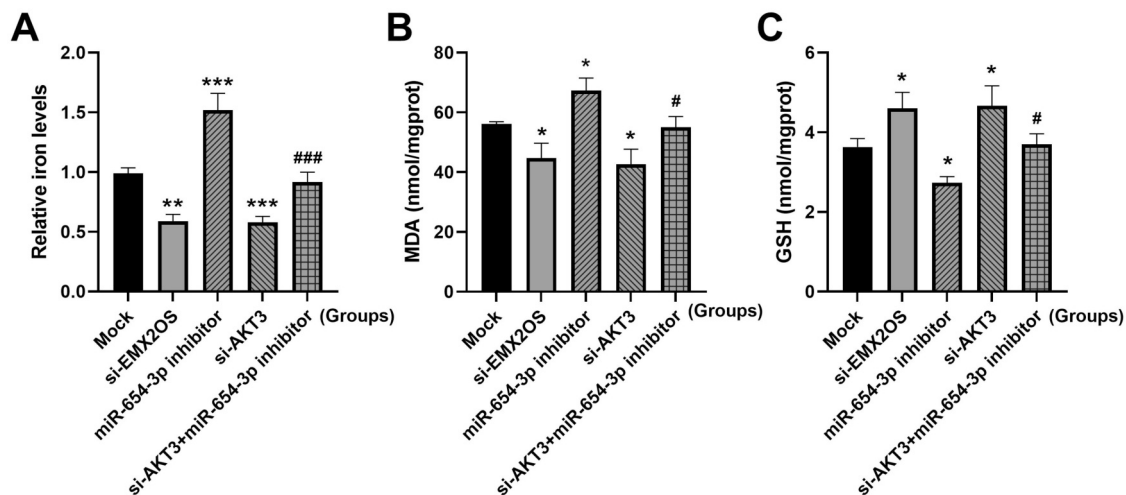 A
Relative iron levels
2.0
1.5
1.0
0.5
0.0
**
***
***
###
Mock
si-EMX2OS
miR-654-3p inhibitor
si-AKT3
si-AKT3+miR-654-3p inhibitor
(Groups)
B
MDA (nmol/mgprot)
80
60
40
20
0
*
*
*
#
Mock
si-EMX2OS
miR-654-3p inhibitor
si-AKT3
si-AKT3+miR-654-3p inhibitor
(Groups)
C
GSH (nmol/mgprot)
6
4
2
0
*
*
*
#
Mock
si-EMX2OS
miR-654-3p inhibitor
si-AKT3
si-AKT3+miR-654-3p inhibitor
(Groups)